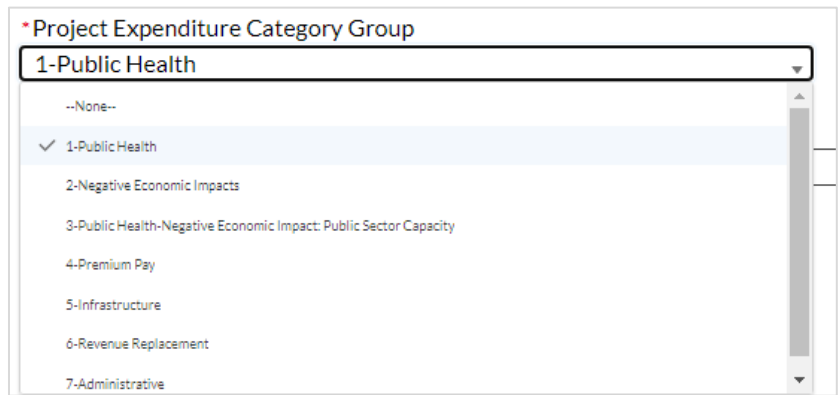 *Project Expenditure Category Group
1-Public Health
--None--
1-Public Health
2-Negative Economic Impacts
3-Public Health-Negative Economic Impact: Public Sector Capacity
4-Premium Pay
5-Infrastructure
6-Revenue Replacement
7-Administrative